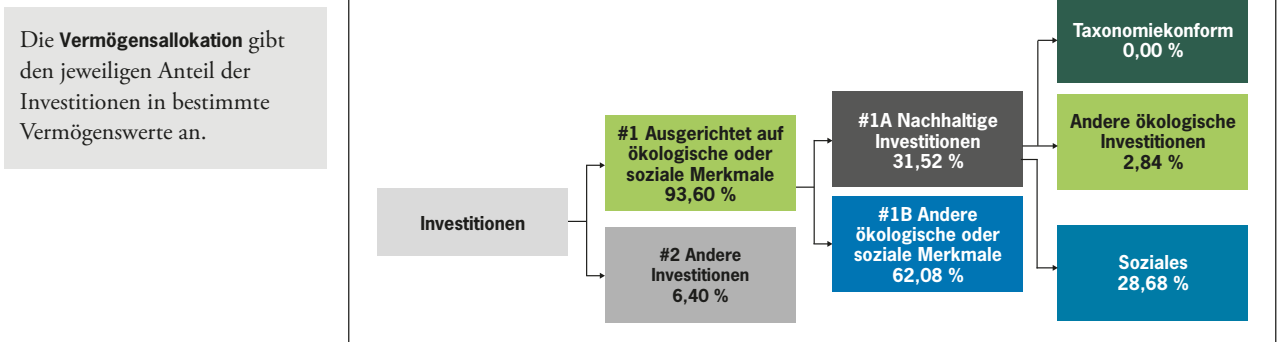 Die Vermögensallokation gibt
den jeweiligen Anteil der
Investitionen in bestimmte
Vermögenswerte an.
Investitionen
#1 Ausgerichtet auf
ökologische oder
soziale Merkmale
93,60 %
#2 Andere
Investitionen
6,40 %
#1A Nachhaltige
Investitionen
31,52 %
#1B Andere
ökologische oder
soziale Merkmale
62,08 %
Taxonomiekonform
0,00 %
Andere ökologische
Investitionen
2,84 %
Soziales
28,68 %